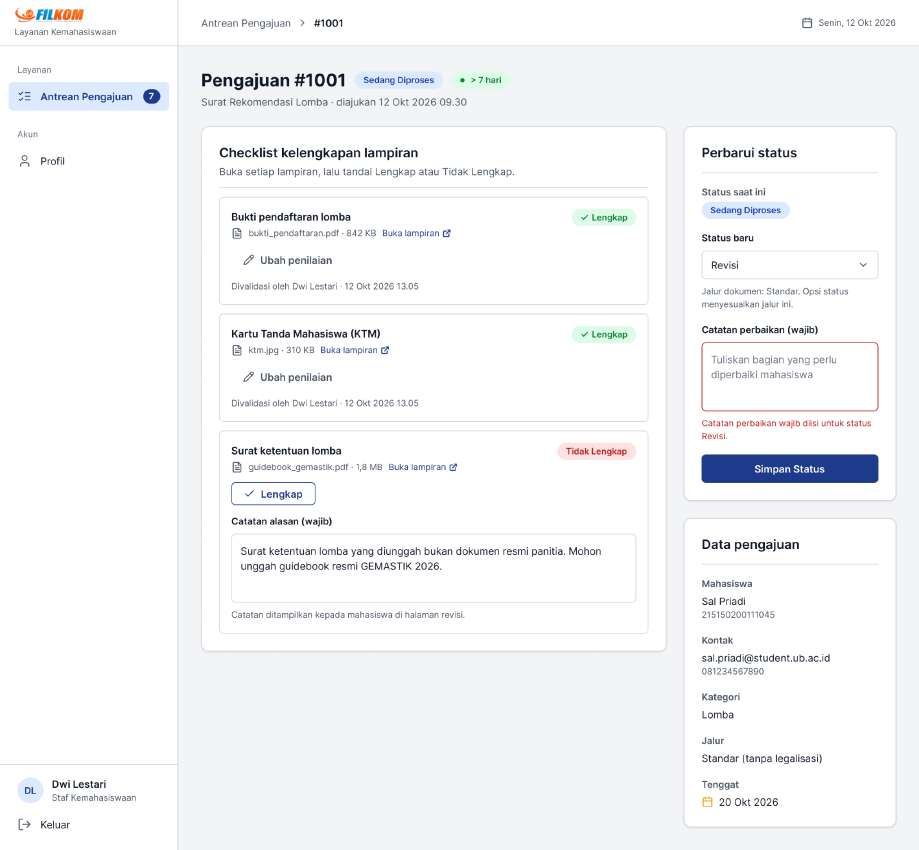 FILKOM
Layanan Kemahasiswaan
Layanan
Antrean Pengajuan 7
Akun
Profil
Dwi Lestari
DL
Staf Kemahasiswaan
Keluar
Antrean Pengajuan > #1001
Senin, 12 Okt 2026
Pengajuan #1001 Sedang Diproses • > 7 hari
Surat Rekomendasi Lomba · diajukan 12 Okt 2026 09.30
Checklist kelengkapan lampiran
Buka setiap lampiran, lalu tandai Lengkap atau Tidak Lengkap.
Bukti pendaftaran lomba Lengkap
bukti_pendaftaran.pdf · 842 KB Buka lampiran
Ubah penilaian
Divalidasi oleh Dwi Lestari · 12 Okt 2026 13.05
Kartu Tanda Mahasiswa (KTM) Lengkap
ktm.jpg · 310 KB Buka lampiran
Ubah penilaian
Divalidasi oleh Dwi Lestari · 12 Okt 2026 13.05
Surat ketentuan lomba Tidak Lengkap
guidebook_gemastik.pdf · 1,8 MB Buka lampiran
Lengkap
Catatan alasan (wajib)
Surat ketentuan lomba yang diunggah bukan dokumen resmi panitia. Mohon
unggah guidebook resmi GEMASTIK 2026.
Catatan ditampilkan kepada mahasiswa di halaman revisi.
Perbarui status
Status saat ini
Sedang Diproses
Status baru
Revisi
Jalur dokumen: Standar. Opsi status
menyesuaikan jalur ini.
Catatan perbaikan (wajib)
Tuliskan bagian yang perlu
diperbaiki mahasiswa
Catatan perbaikan wajib diisi untuk status
Revisi.
Simpan Status
Data pengajuan
Mahasiswa
Sal Priadi
215150200111045
Kontak
sal.priadi@student.ub.ac.id
081234567890
Kategori
Lomba
Jalur
Standar (tanpa legalisasi)
Tenggat
20 Okt 2026